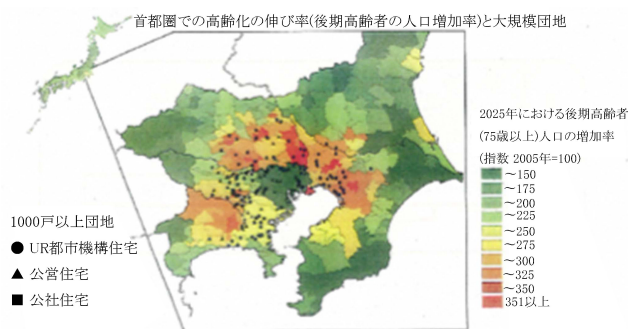 首都圏での高齢化の伸び率(後期高齢者の人口増加率)と大規模団地
2025年における後期高齢者
(75歳以上)人口の増加率
(指数 2005年=100)
～150
～175
～200
～225
～250
～275
～300
～325
～350
351以上
1000戸以上団地
● UR都市機構住宅
▲ 公営住宅
■ 公社住宅